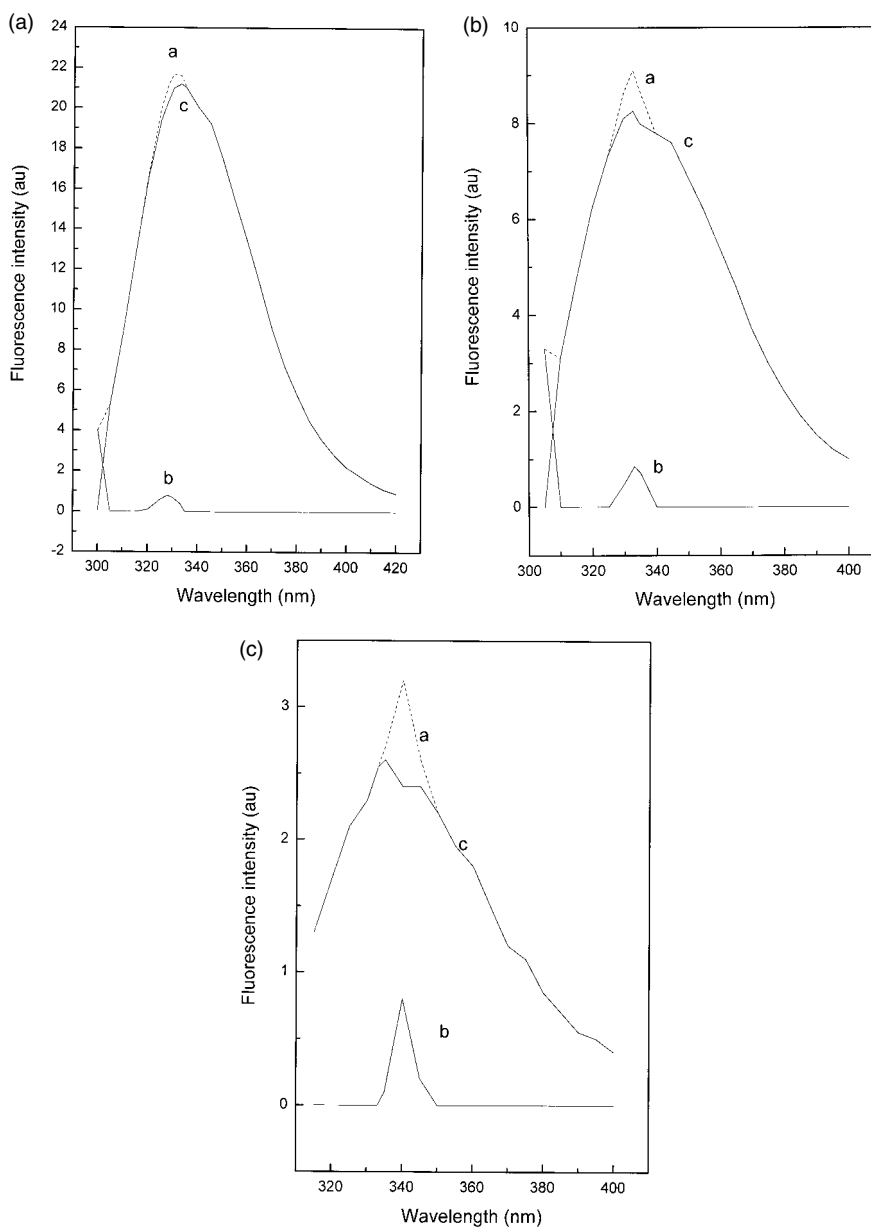 (a)
24
22
20
18
16
14
12
10
8
6
4
2
0
-2
a
c
b
300 320 340 360 380 400 420
Wavelength (nm)
Fluorescence intensity (au)
(b)
10
8
6
4
2
0
a
c
b
300 320 340 360 380 400
Wavelength (nm)
Fluorescence intensity (au)
(c)
3
2
1
0
a
c
b
320 340 360 380 400
Wavelength (nm)
Fluorescence intensity (au)